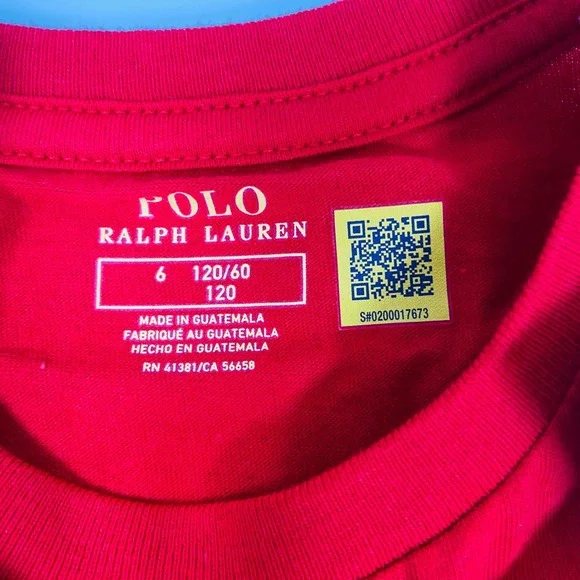 POLO
RALPH LAUREN
6 120/60
120
MADE IN GUATEMALA
FABRIQUÉ AU GUATEMALA
HECHO EN GUATEMALA
RN 41381/CA 56658
S#0200017673